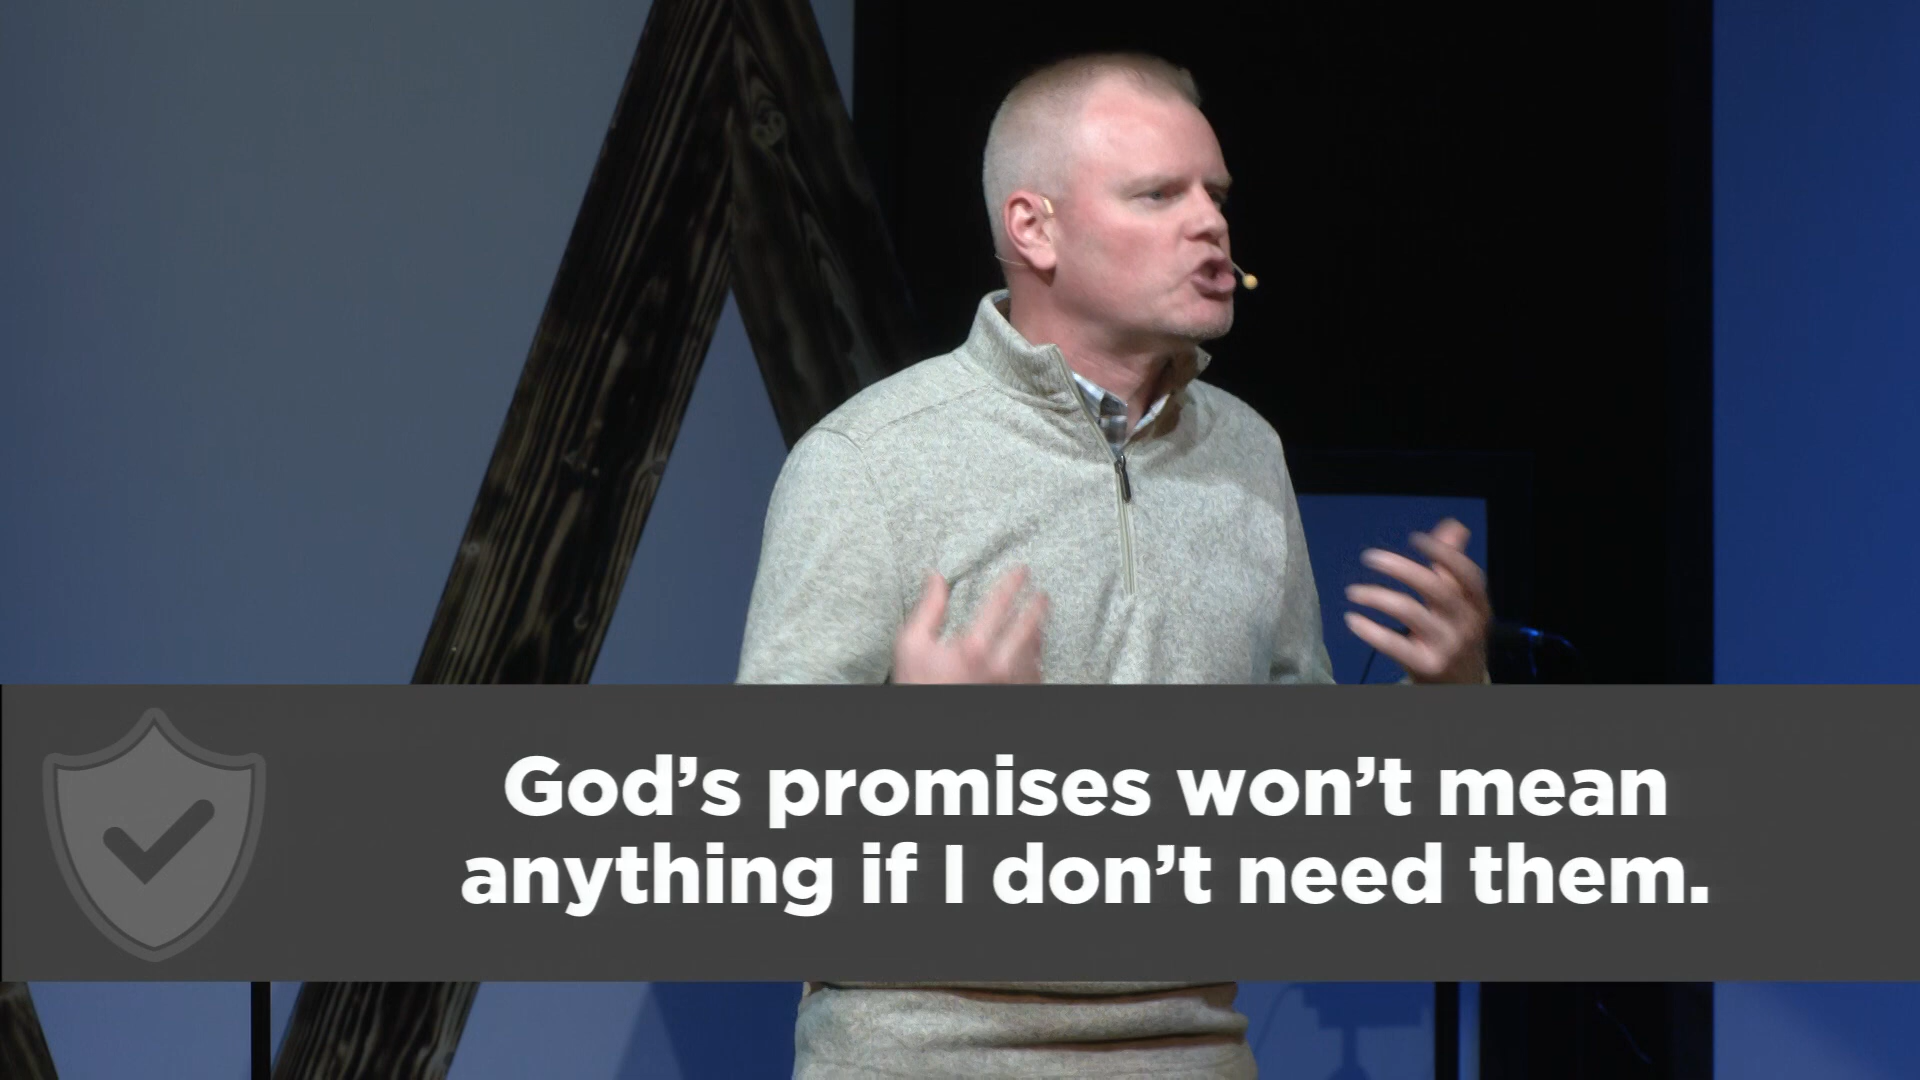 God’s promises won’t mean
anything if I don’t need them.